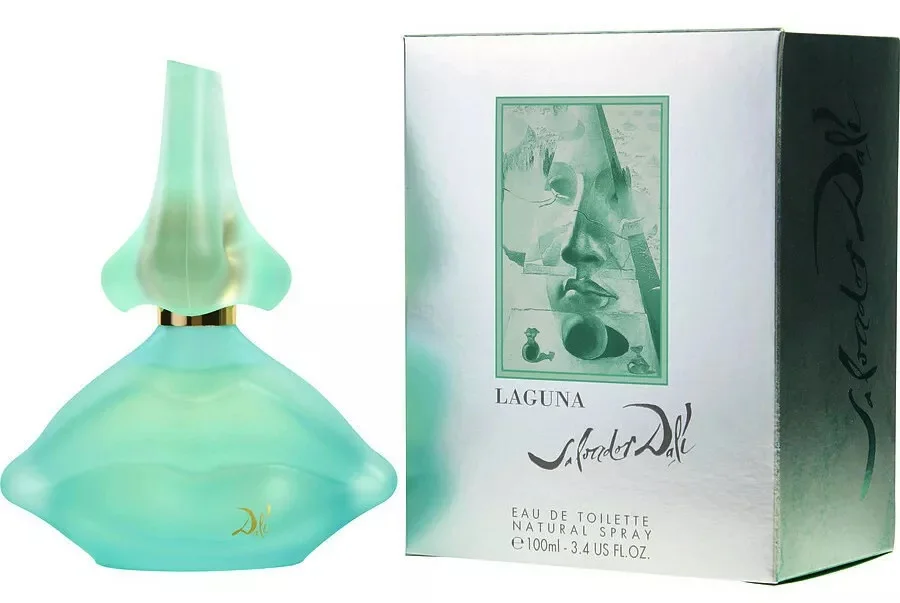 Dalí
LAGUNA
Salvador Dalí
EAU DE TOILETTE
NATURAL SPRAY
℮100ml - 3.4 US FL.OZ.
Salvador Dalí